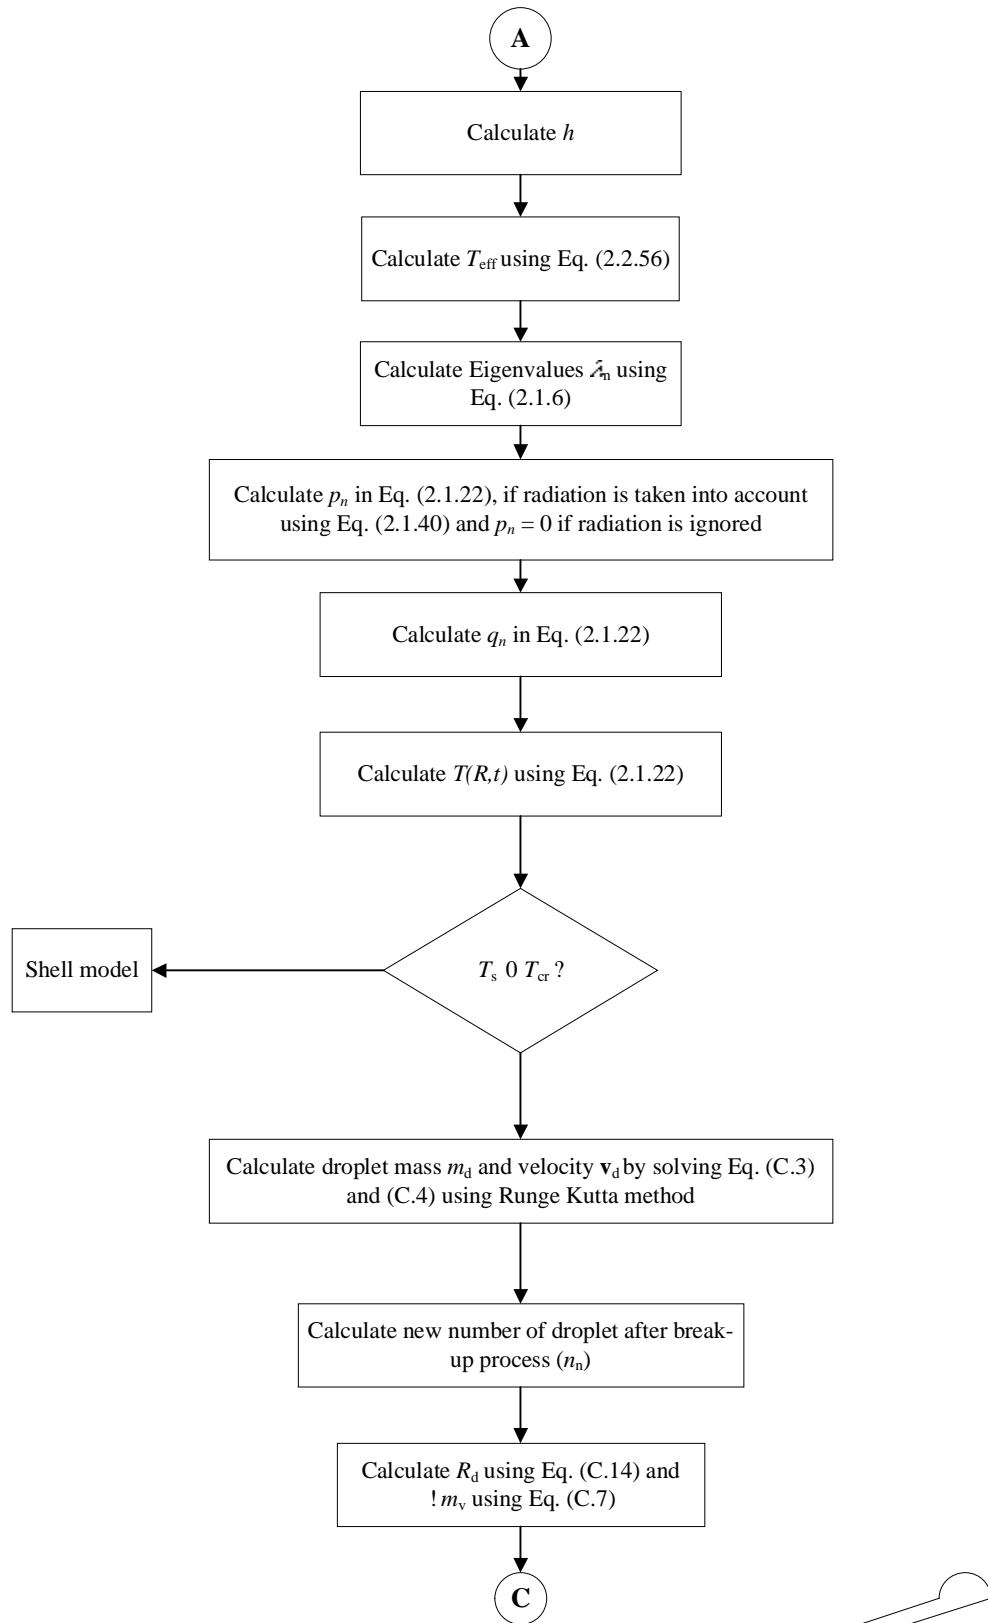 A
Calculate h
Calculate T_eff using Eq. (2.2.56)
Calculate Eigenvalues λ_n using
Eq. (2.1.6)
Calculate p_n in Eq. (2.1.22), if radiation is taken into account
using Eq. (2.1.40) and p_n = 0 if radiation is ignored
Calculate q_n in Eq. (2.1.22)
Calculate T(R,t) using Eq. (2.1.22)
Shell model
T_s 0 T_cr ?
Calculate droplet mass m_d and velocity v_d by solving Eq. (C.3)
and (C.4) using Runge Kutta method
Calculate new number of droplet after break-
up process (n_n)
Calculate R_d using Eq. (C.14) and
! m_v using Eq. (C.7)
C